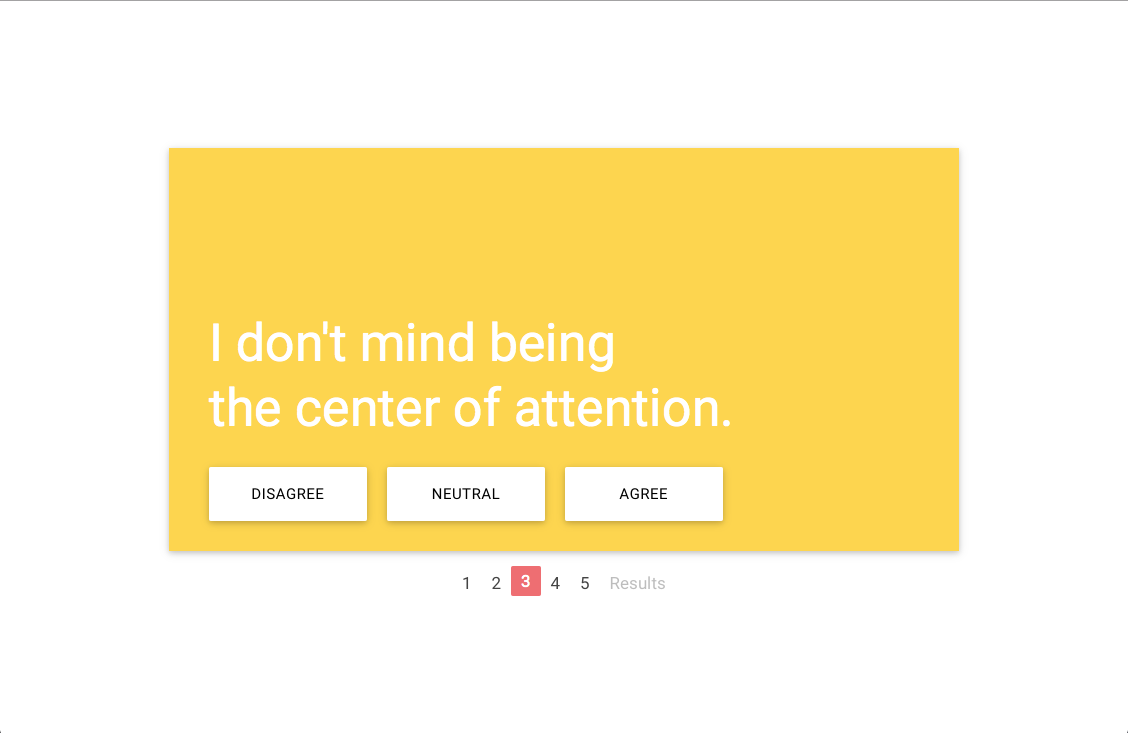 I don't mind being
the center of attention.
DISAGREE NEUTRAL AGREE
1 2 3 4 5 Results